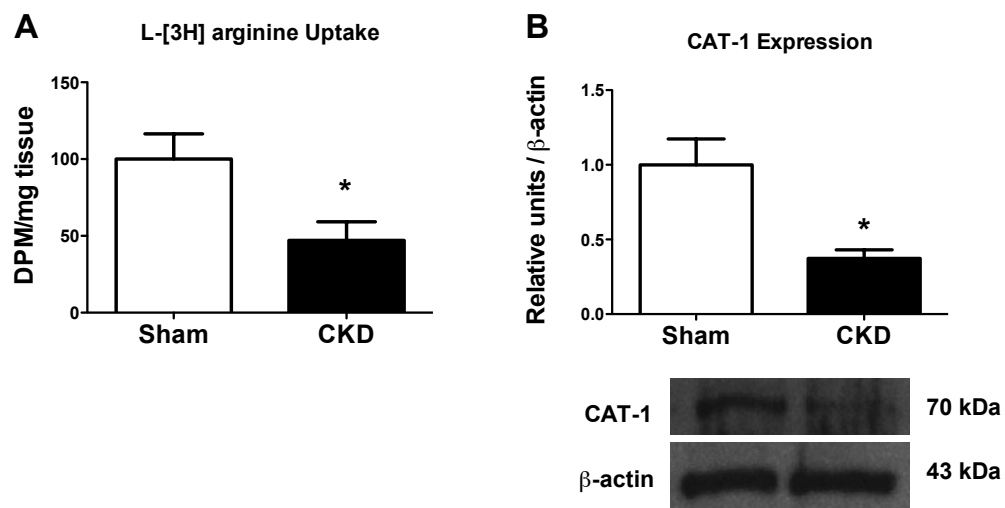 A
L-[3H] arginine Uptake
DPM/mg tissue
150
100
50
0
*
Sham CKD
B
CAT-1 Expression
Relative units / β-actin
1.5
1.0
0.5
0.0
*
Sham CKD
CAT-1 70 kDa
β-actin 43 kDa